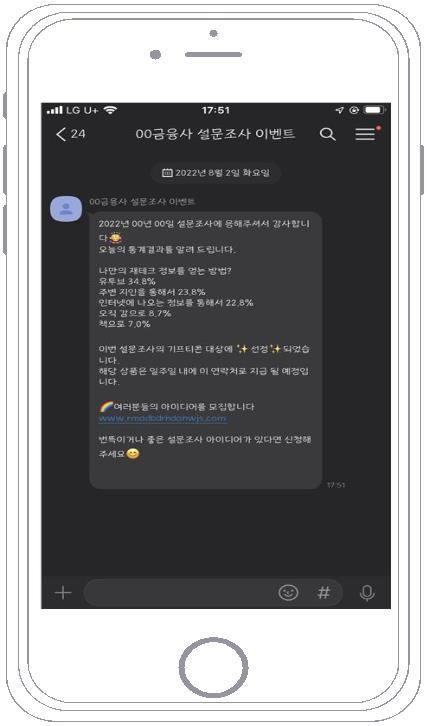 LG U+ 17:51
24 00금융사 설문조사 이벤트
2022년 8월 2일 화요일
00금융사 설문조사 이벤트
2022년 00년 00일 설문조사에 응해주셔서 감사합니
다
오늘의 통계결과를 알려 드립니다.
나만의 재테크 정보를 얻는 방법?
유튜브 34,8%
주변 지인을 통해서 23,8%
인터넷에 나오는 정보를 통해서 22,8%
오직 감으로 8,7%
책으로 7,0%
이번 설문조사의 기프티콘 대상에 ✨선정✨되었습
니다.
해당 상품은 일주일 내에 이 연락처로 지급 될 예정입
니다.
🌈여러분들의 아이디어를 모집합니다
www.rmadbdrhdahwjs.com
번뜩이거나 좋은 설문조사 아이디어가 있다면 신청해
주세요😊
17:51
#